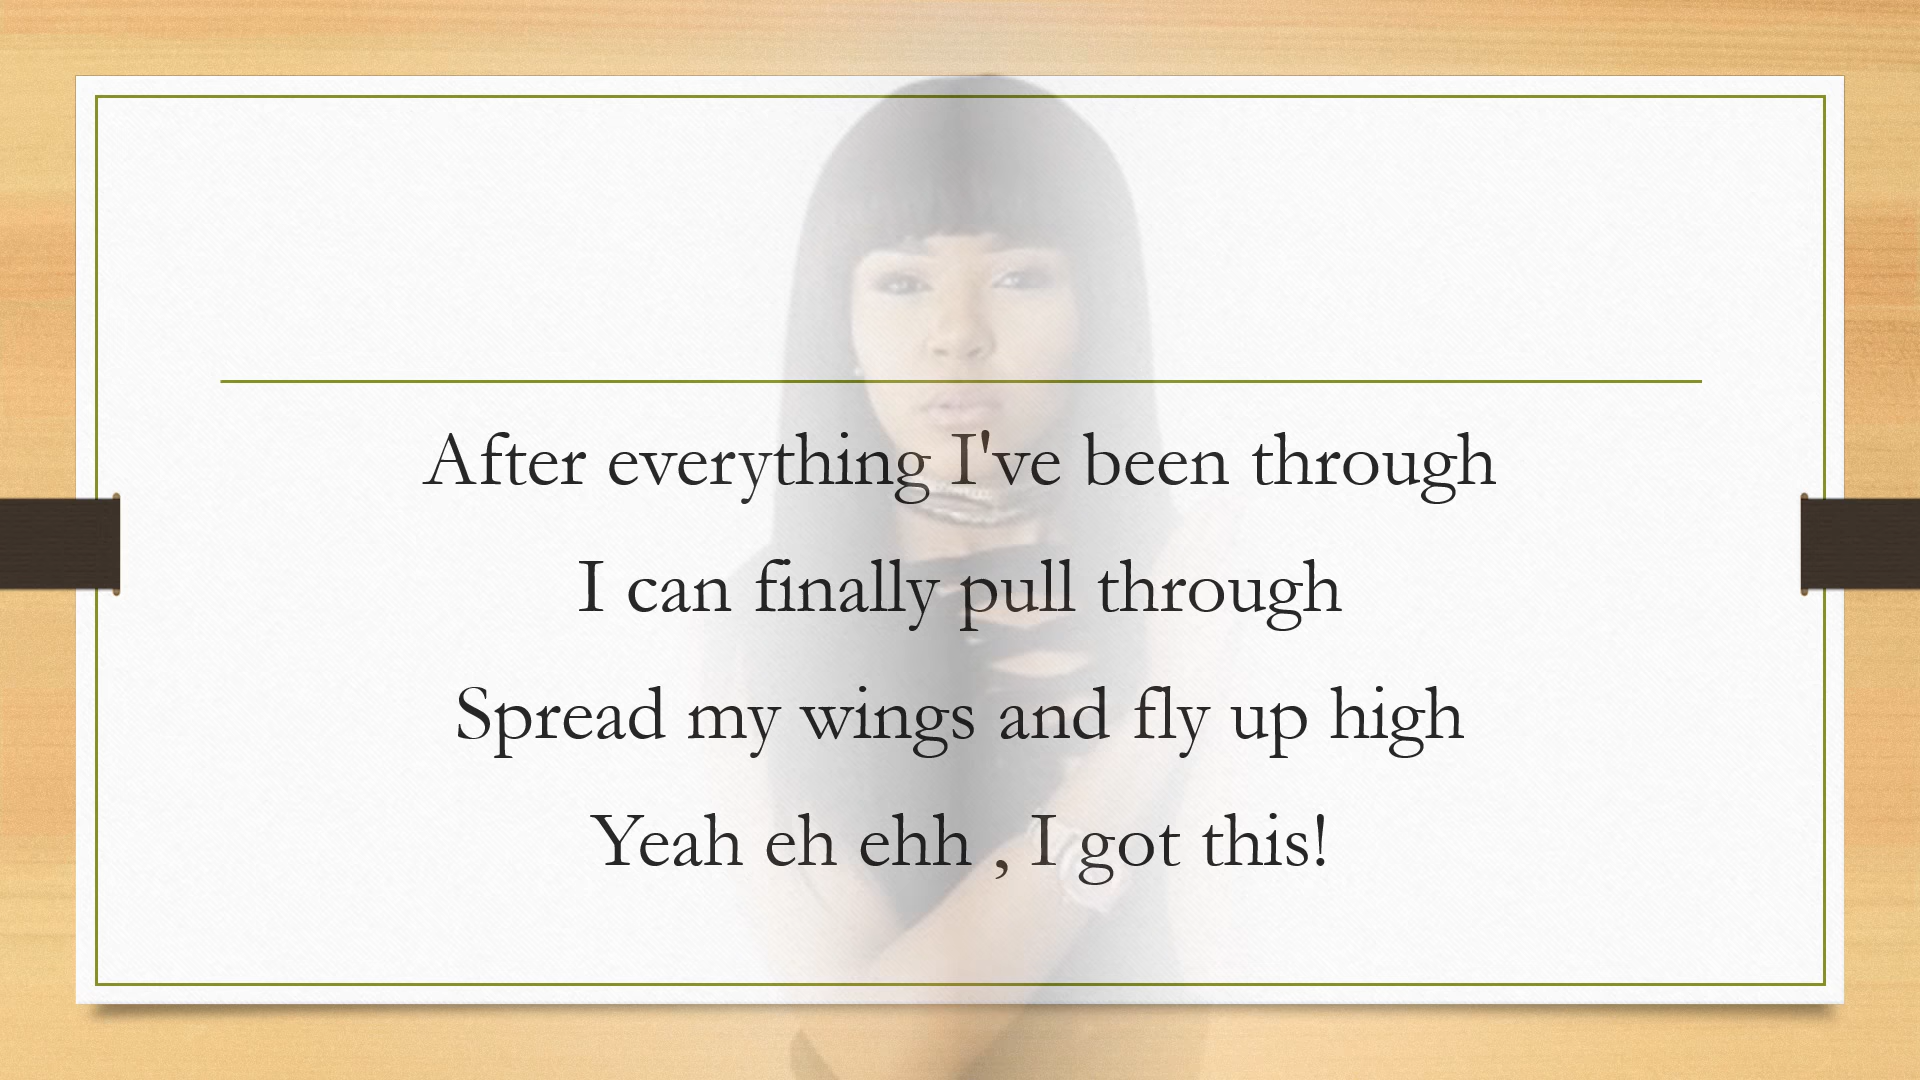 After everything I've been through
I can finally pull through
Spread my wings and fly up high
Yeah eh ehh , I got this!